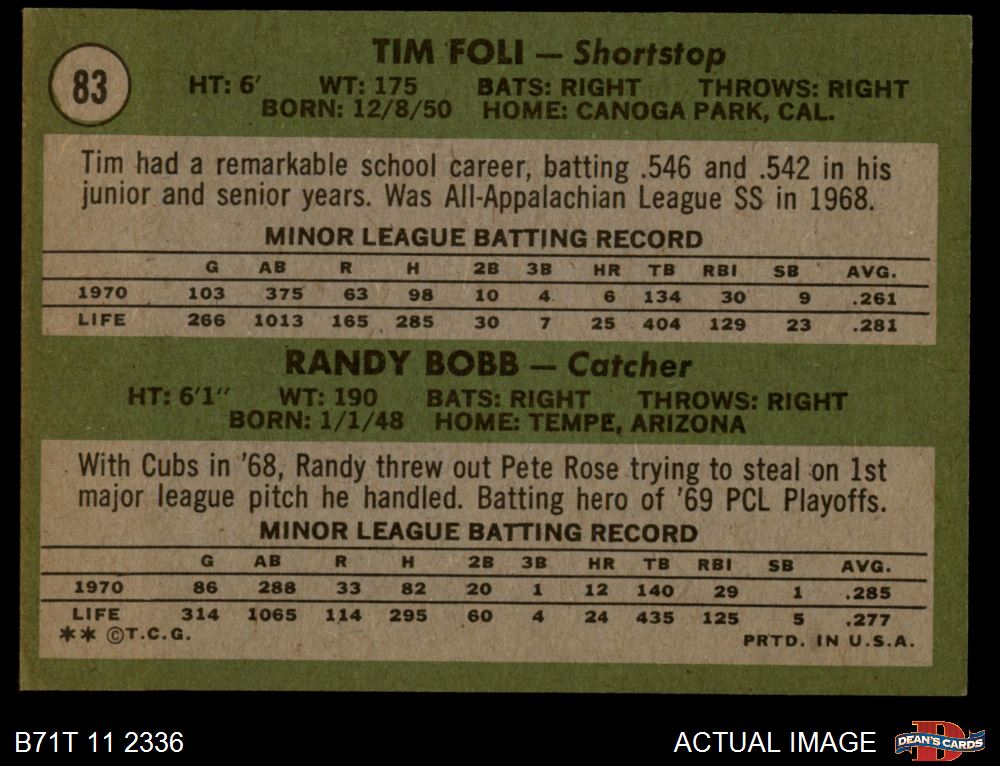 83
TIM FOLI — Shortstop
HT: 6' WT: 175 BATS: RIGHT THROWS: RIGHT
BORN: 12/8/50 HOME: CANOGA PARK, CAL.
Tim had a remarkable school career, batting .546 and .542 in his
junior and senior years. Was All-Appalachian League SS in 1968.
MINOR LEAGUE BATTING RECORD
G AB R H 2B 3B HR TB RBI SB AVG.
1970 103 375 63 98 10 4 6 134 30 9 .261
LIFE 266 1013 165 285 30 7 25 404 129 23 .281
RANDY BOBB — Catcher
HT: 6'1" WT: 190 BATS: RIGHT THROWS: RIGHT
BORN: 1/1/48 HOME: TEMPE, ARIZONA
With Cubs in '68, Randy threw out Pete Rose trying to steal on 1st
major league pitch he handled. Batting hero of '69 PCL Playoffs.
MINOR LEAGUE BATTING RECORD
G AB R H 2B 3B HR TB RBI SB AVG.
1970 86 288 33 82 20 1 12 140 29 1 .285
LIFE 314 1065 114 295 60 4 24 435 125 5 .277
** ©T.C.G. PRTD. IN U.S.A.
B71T 11 2336 ACTUAL IMAGE D DEAN'S CARDS